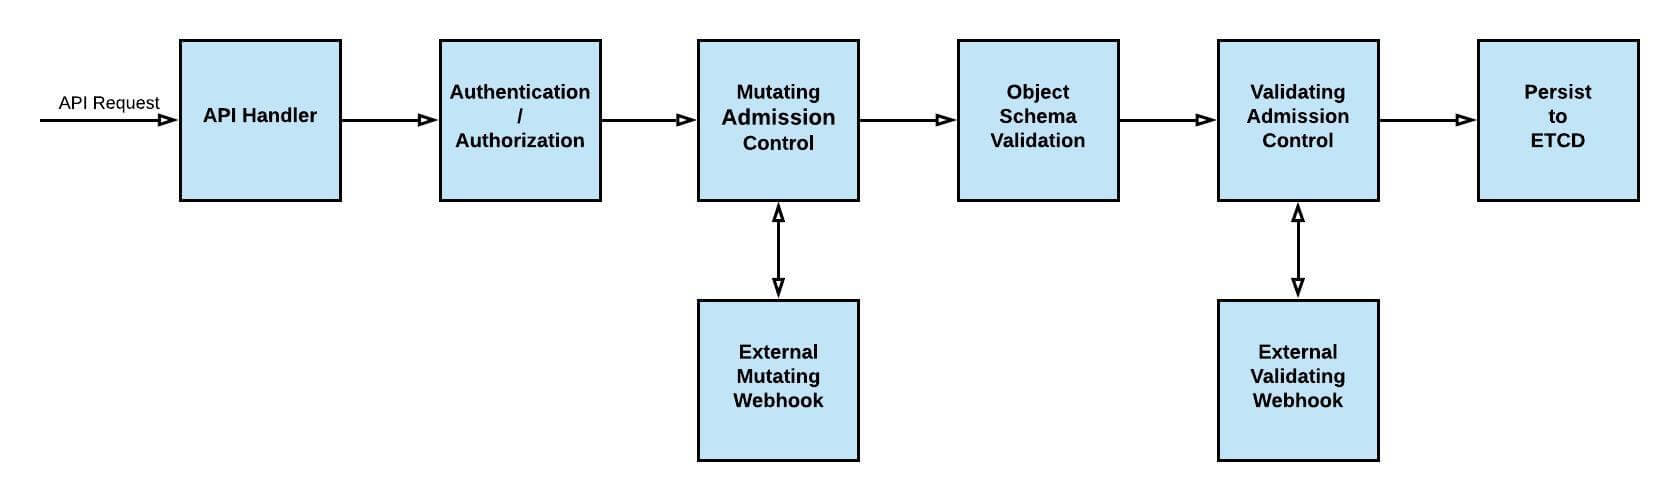 API Request
API Handler
Authentication
/
Authorization
Mutating
Admission
Control
Object
Schema
Validation
Validating
Admission
Control
Persist
to
ETCD
External
Mutating
Webhook
External
Validating
Webhook